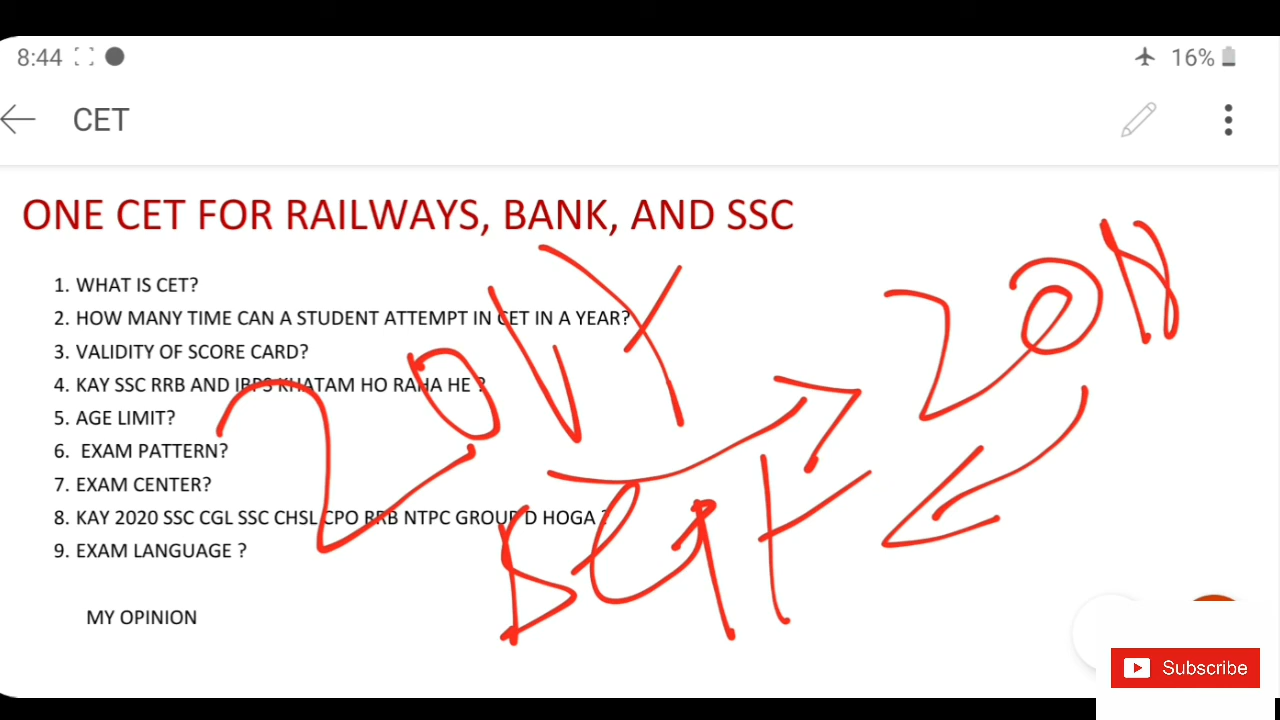 8:44 16%
CET
ONE CET FOR RAILWAYS, BANK, AND SSC
1. WHAT IS CET?
2. HOW MANY TIME CAN A STUDENT ATTEMPT IN CET IN A YEAR?
3. VALIDITY OF SCORE CARD?
4. KAY SSC RRB AND IBPS KHATAM HO RAHA HE ?
5. AGE LIMIT?
6. EXAM PATTERN?
7. EXAM CENTER?
8. KAY 2020 SSC CGL SSC CHSL CPO RRB NTPC GROUP D HOGA ?
9. EXAM LANGUAGE ?
MY OPINION
Subscribe